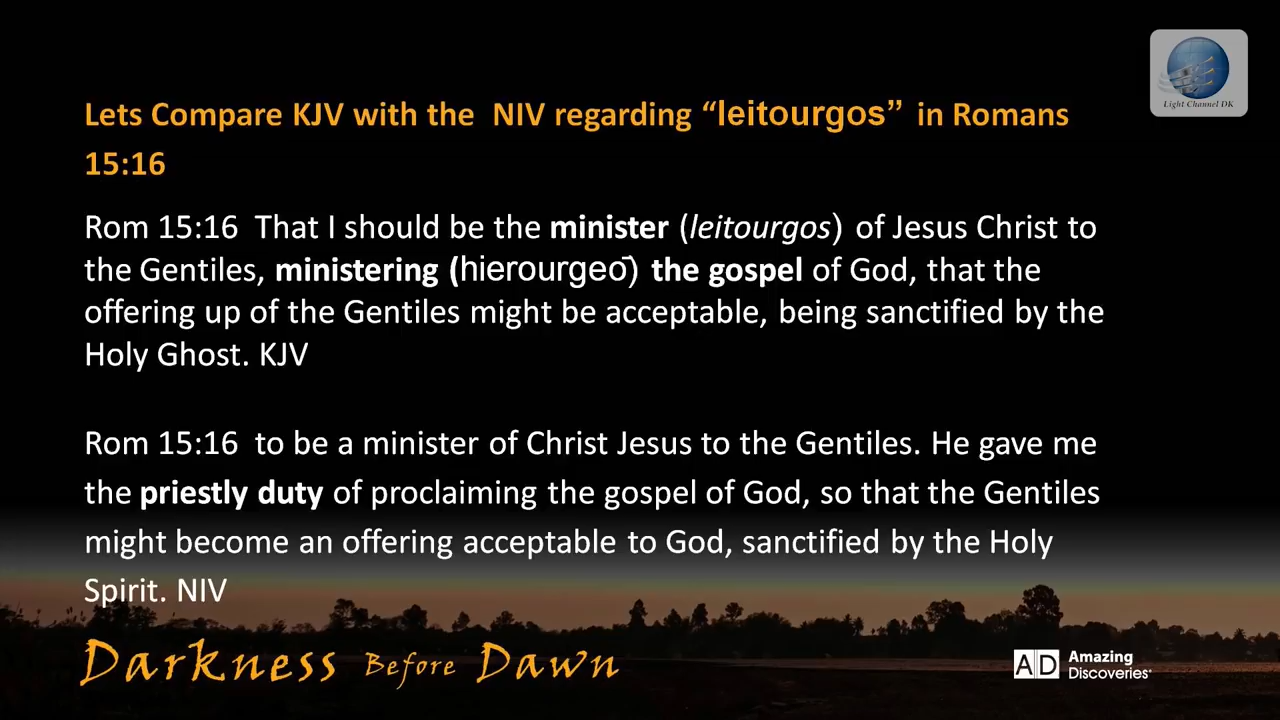 Light Channel DK
Lets Compare KJV with the  NIV regarding “leitourgos”  in Romans
15:16
Rom 15:16  That I should be the minister (leitourgos)  of Jesus Christ to
the Gentiles, ministering (hierourgeō)  the gospel of God, that the
offering up of the Gentiles might be acceptable, being sanctified by the
Holy Ghost. KJV
Rom 15:16  to be a minister of Christ Jesus to the Gentiles. He gave me
the priestly duty of proclaiming the gospel of God, so that the Gentiles
might become an offering acceptable to God, sanctified by the Holy
Spirit. NIV
Darkness Before Dawn
AD Amazing
Discoveries